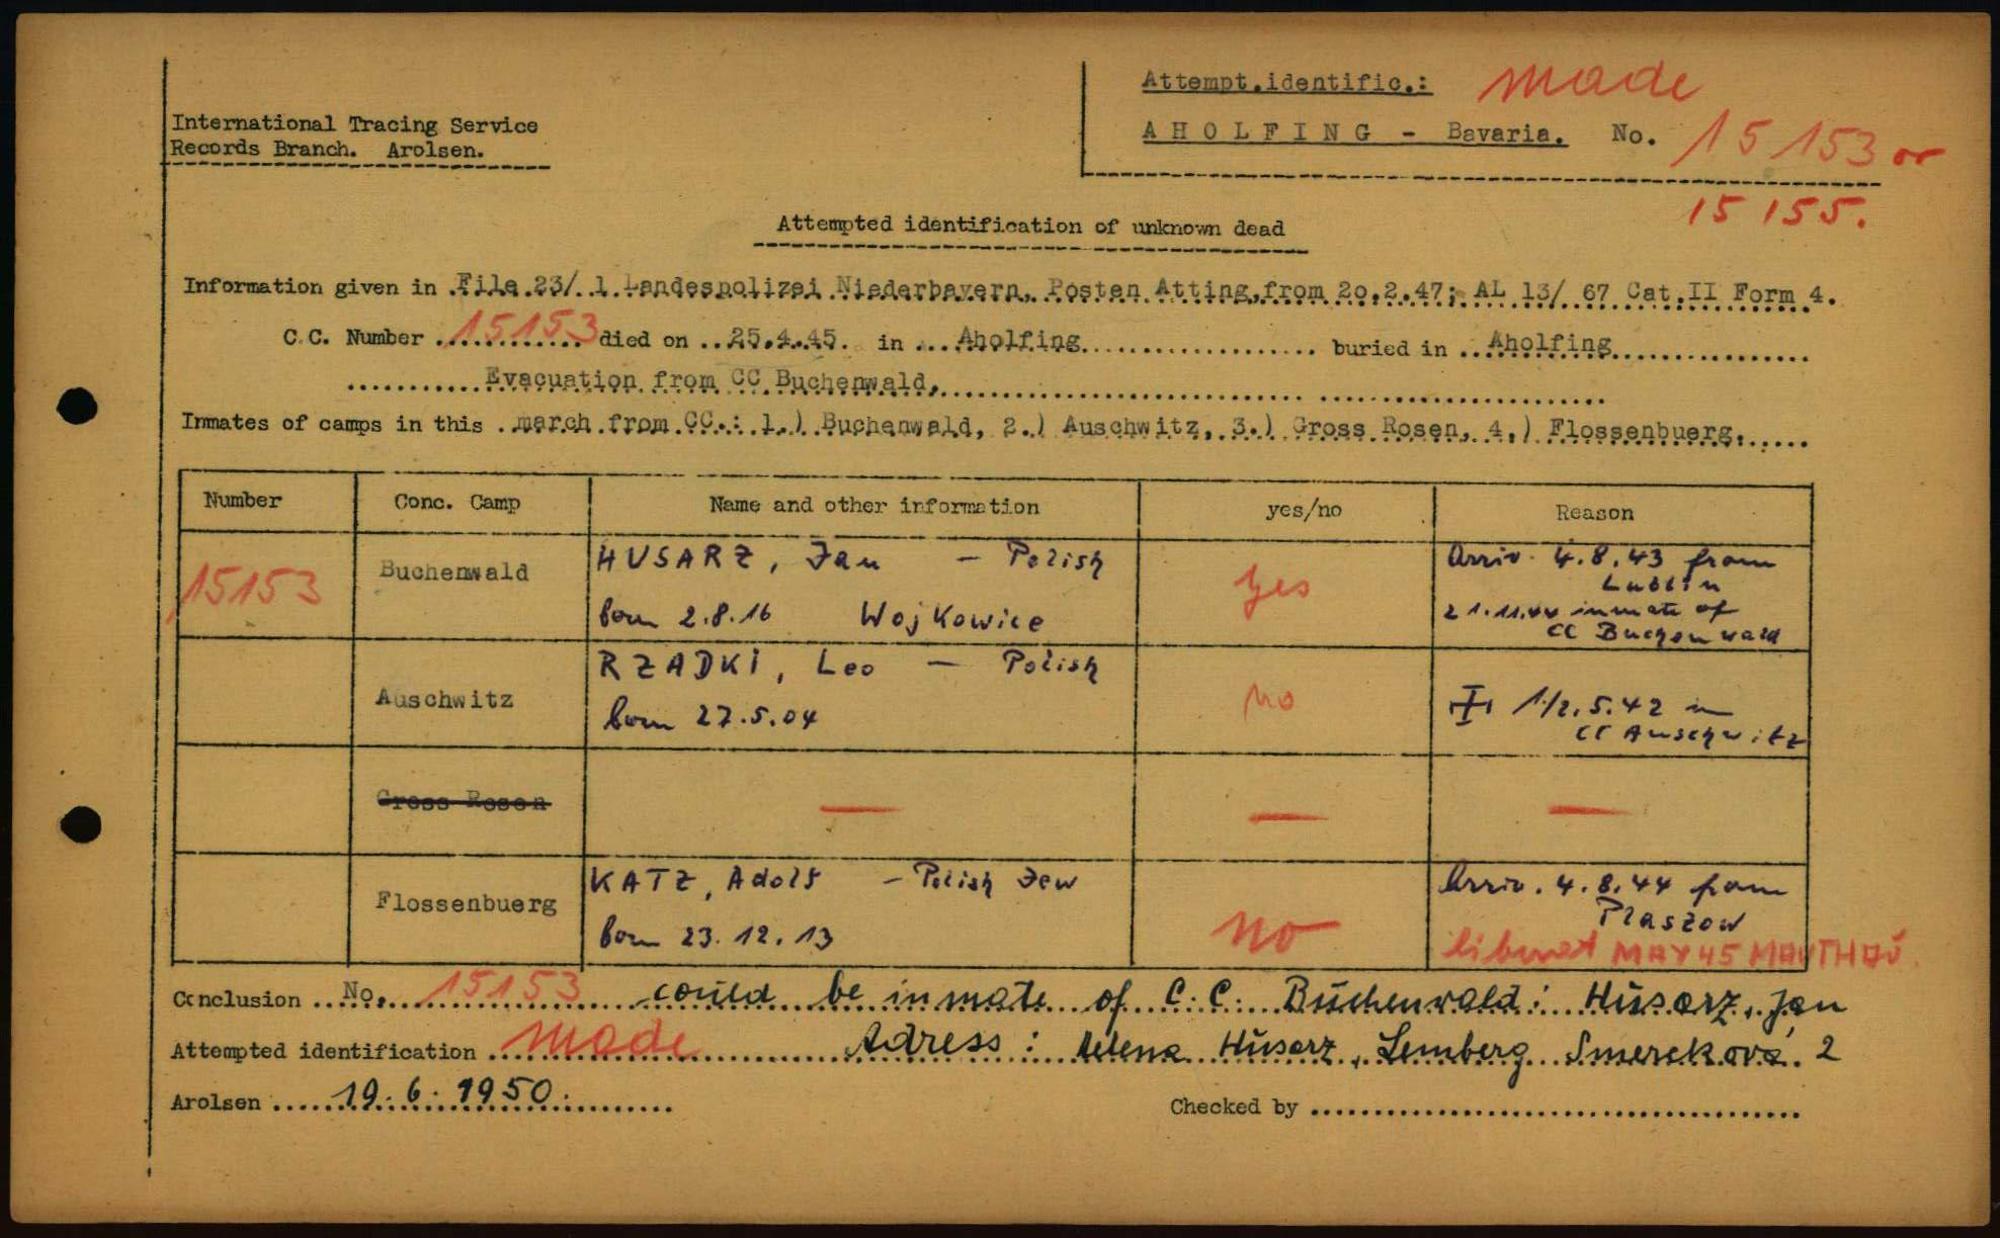 Attempt.identific.: made
International Tracing Service
Records Branch. Arolsen.
AHOLFING - Bavaria. No. 15153 or
15155.
Attempted identification of unknown dead
Information given in File 23/ 1 Landespolizei Niederbayern, Posten Atting, from 20.2.47; AL 13/ 67 Cat.II Form 4.
C.C. Number 15153 died on 25.4.45. in Aholfing buried in Aholfing
Evacuation from CC Buchenwald,
Inmates of camps in this march from CC.: 1.) Buchenwald, 2.) Auschwitz, 3.) Gross Rosen, 4.) Flossenbuerg.
Number Conc. Camp Name and other information yes/no Reason
15153 Buchenwald HUSARZ, Jan - Polish yes Arriv. 4.8.43 from
Lublin
born 2.8.16 Wojkowice 21.11.44 inmate of
CC Buchenwald
Auschwitz RZADKI, Leo - Polish no
born 27.5.04 1/2.5.42 in
CC Auschwitz
Gross Rosen — — —
Flossenbuerg KATZ, Adolf - Polish Jew no Arriv. 4.8.44 from
Plaszow
born 23.12.13 liberat MAY 45 MAUTHAU.
Conclusion No. 15153 could be inmate of C.C. Buchenwald: Husarz, Jan
Attempted identification made Adress: Helena Husarz, Lemberg Smerekova 2
Arolsen 19.6.1950. Checked by